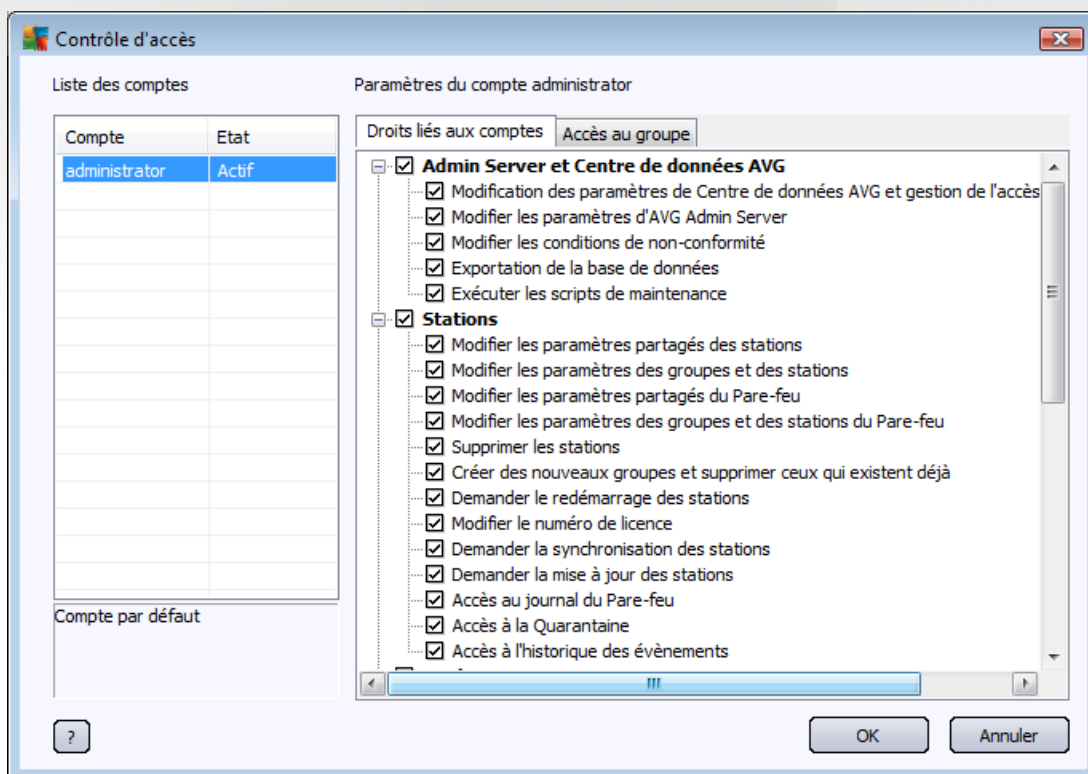 Contrôle d'accès
Liste des comptes
Compte Etat
administrator Actif
Compte par défaut
Paramètres du compte administrator
Droits liés aux comptes Accès au groupe
Admin Server et Centre de données AVG
Modification des paramètres de Centre de données AVG et gestion de l'accès
Modifier les paramètres d'AVG Admin Server
Modifier les conditions de non-conformité
Exportation de la base de données
Exécuter les scripts de maintenance
Stations
Modifier les paramètres partagés des stations
Modifier les paramètres des groupes et des stations
Modifier les paramètres partagés du Pare-feu
Modifier les paramètres des groupes et des stations du Pare-feu
Supprimer les stations
Créer des nouveaux groupes et supprimer ceux qui existent déjà
Demander le redémarrage des stations
Modifier le numéro de licence
Demander la synchronisation des stations
Demander la mise à jour des stations
Accès au journal du Pare-feu
Accès à la Quarantaine
Accès à l'historique des évènements
? OK Annuler